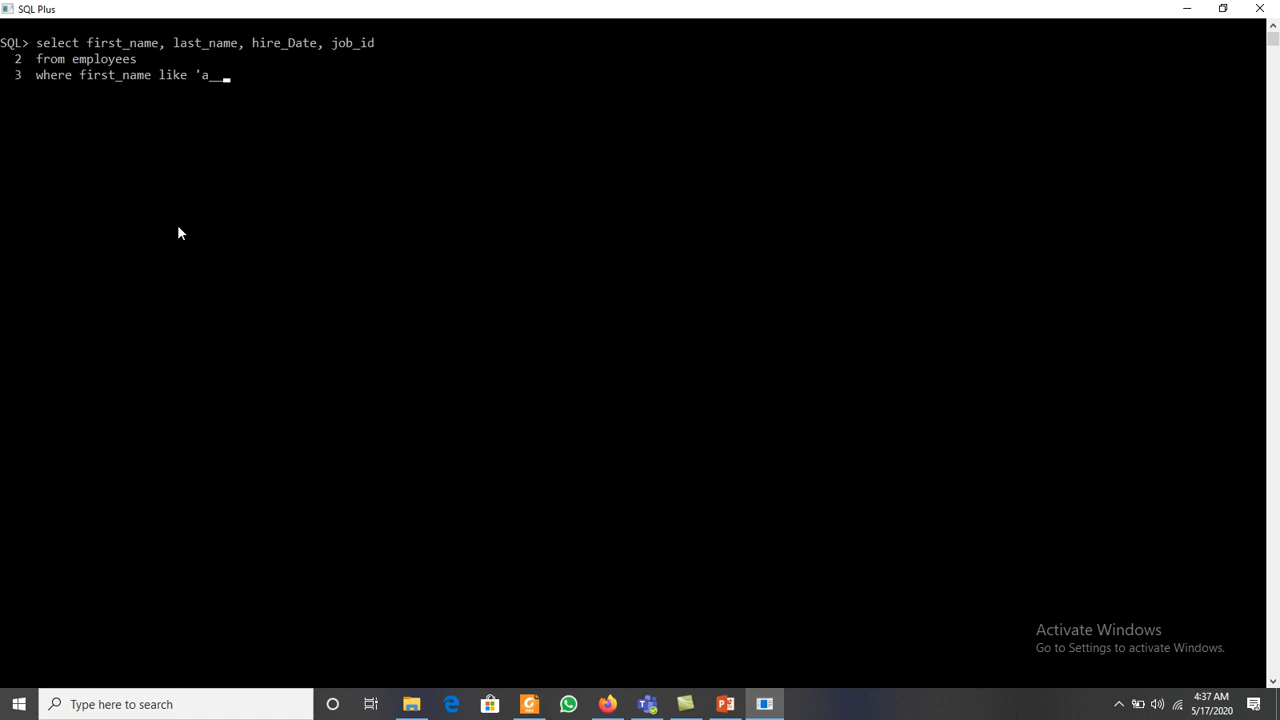 SQL Plus
SQL> select first_name, last_name, hire_Date, job_id
2 from employees
3 where first_name like 'a__
Activate Windows
Go to Settings to activate Windows.
Type here to search
4:37 AM
5/17/2020